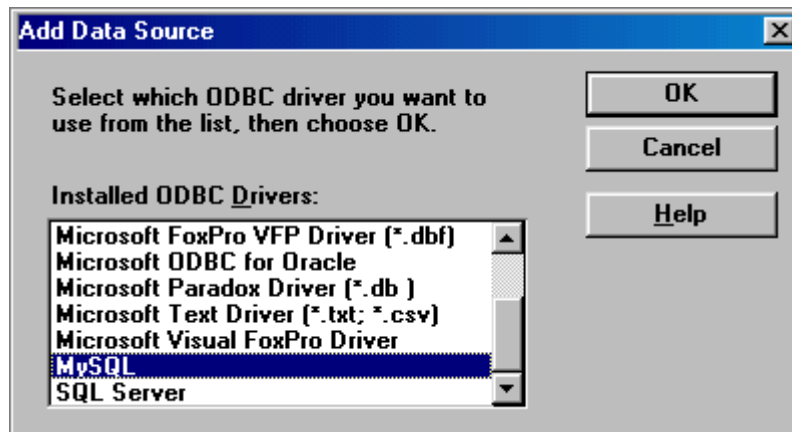 Add Data Source
Select which ODBC driver you want to
use from the list, then choose OK.
OK
Cancel
Help
Installed ODBC Drivers:
Microsoft FoxPro VFP Driver (*.dbf)
Microsoft ODBC for Oracle
Microsoft Paradox Driver (*.db )
Microsoft Text Driver (*.txt; *.csv)
Microsoft Visual FoxPro Driver
MySQL
SQL Server